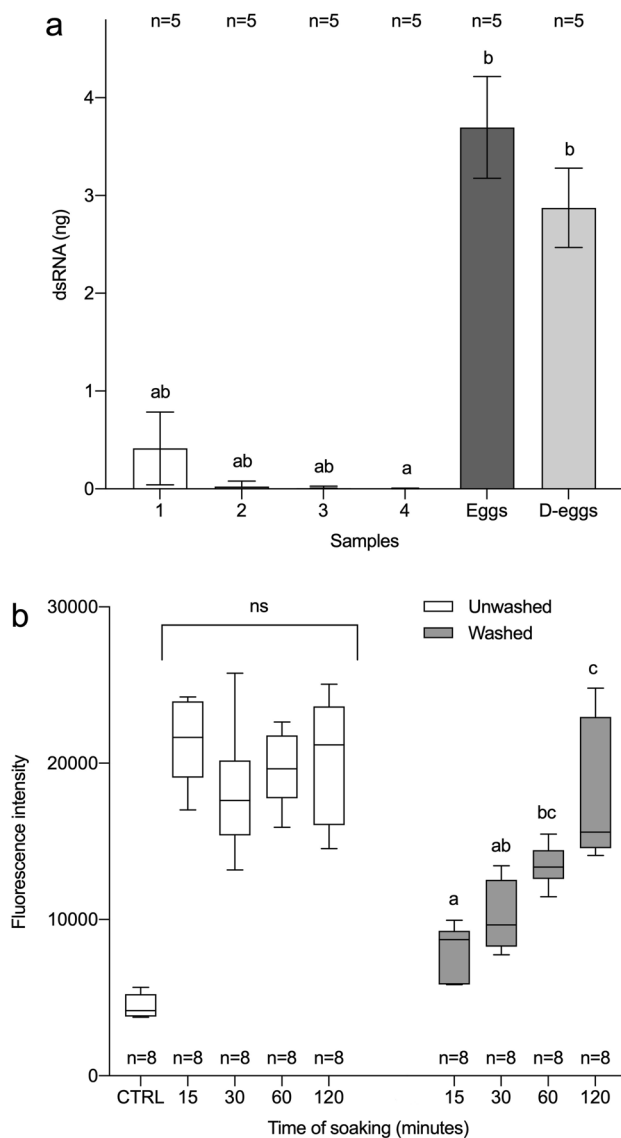 a
n=5 n=5 n=5 n=5 n=5 n=5
dsRNA (ng)
4
3
2
1
0
ab ab ab a b b
1 2 3 4 Eggs D-eggs
Samples
b
Fluorescence intensity
30000
20000
10000
0
ns
Unwashed
Washed
a ab bc c
n=8 n=8 n=8 n=8 n=8 n=8 n=8 n=8 n=8
CTRL 15 30 60 120 15 30 60 120
Time of soaking (minutes)